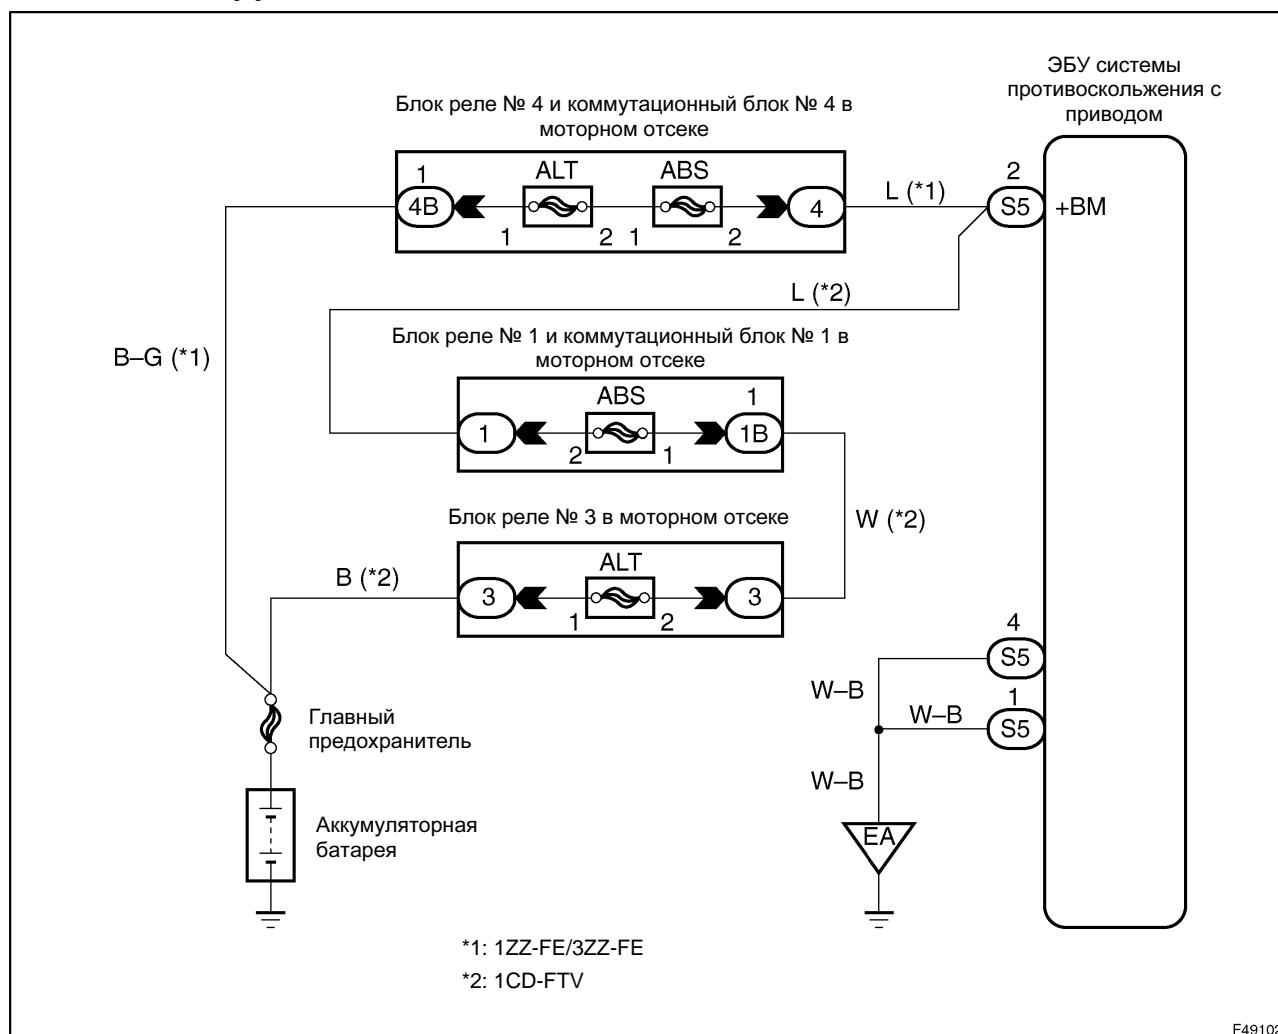 ЭБУ системы
противоскольжения с
приводом
Блок реле № 4 и коммутационный блок № 4 в
моторном отсеке
1
ALT
ABS
2
4B
4
L (*1)
S5
+BM
1
2
1
2
L (*2)
Блок реле № 1 и коммутационный блок № 1 в
моторном отсеке
B–G (*1)
ABS
1
1
1B
2
1
Блок реле № 3 в моторном отсеке
W (*2)
ALT
B (*2)
3
3
1
2
4
S5
W–B
1
W–B
S5
Главный
предохранитель
W–B
EA
Аккумуляторная
батарея
*1: 1ZZ-FE/3ZZ-FE
*2: 1CD-FTV
F49102